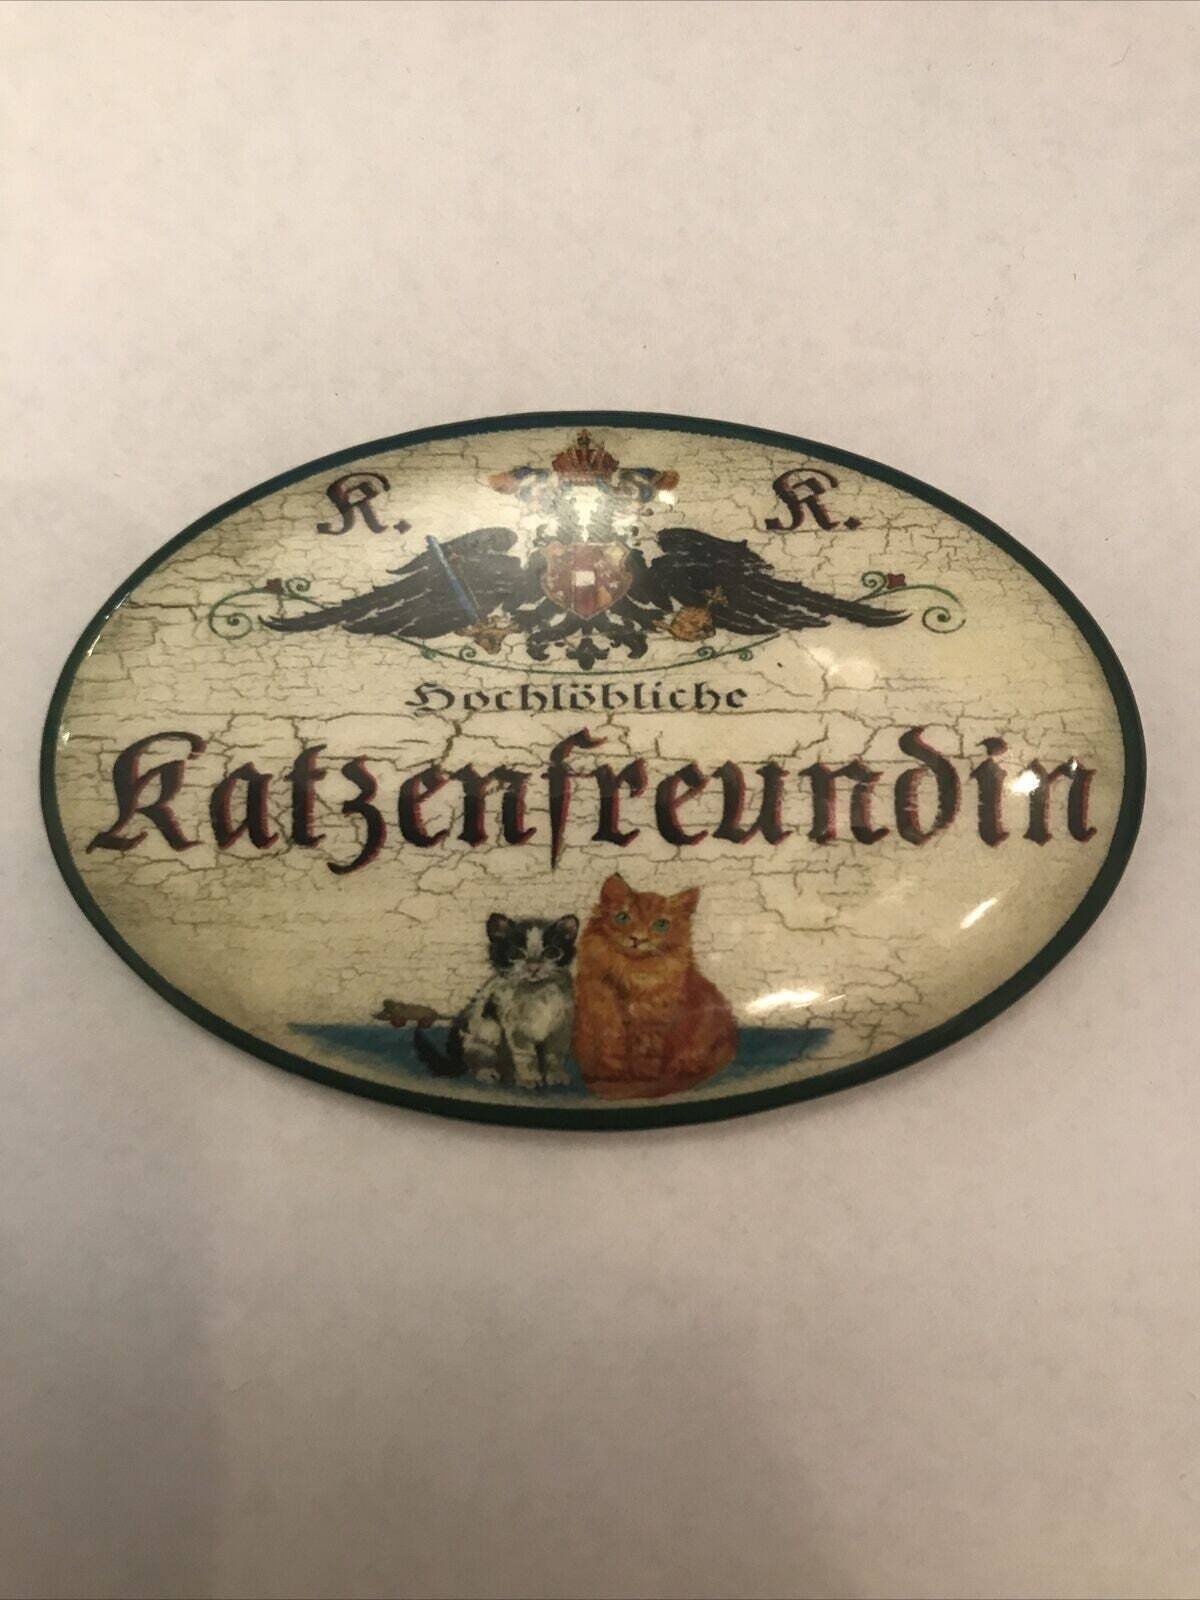 K. K.
Hochlöbliche
Katzenfreundin